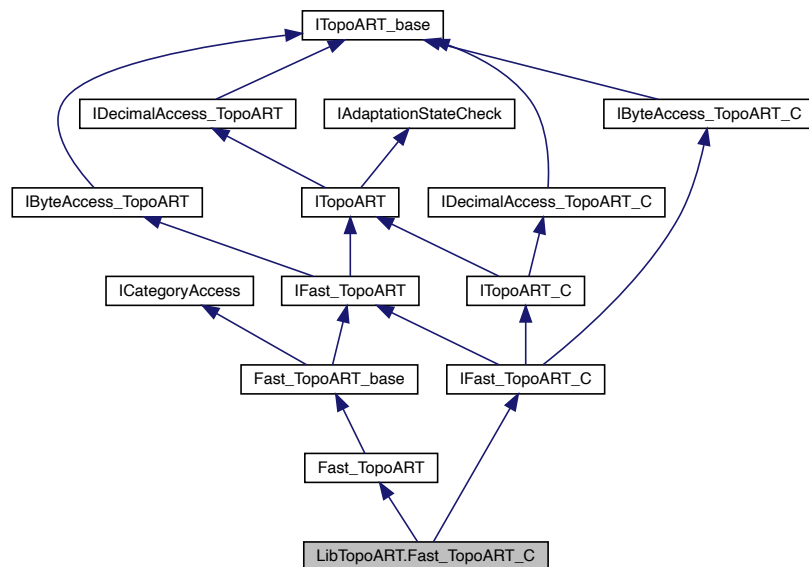 ITopoART_base
IDecimalAccess_TopoART
IAdaptationStateCheck
IByteAccess_TopoART_C
IByteAccess_TopoART
ITopoART
IDecimalAccess_TopoART_C
ICategoryAccess
IFast_TopoART
ITopoART_C
Fast_TopoART_base
IFast_TopoART_C
Fast_TopoART
LibTopoART.Fast_TopoART_C